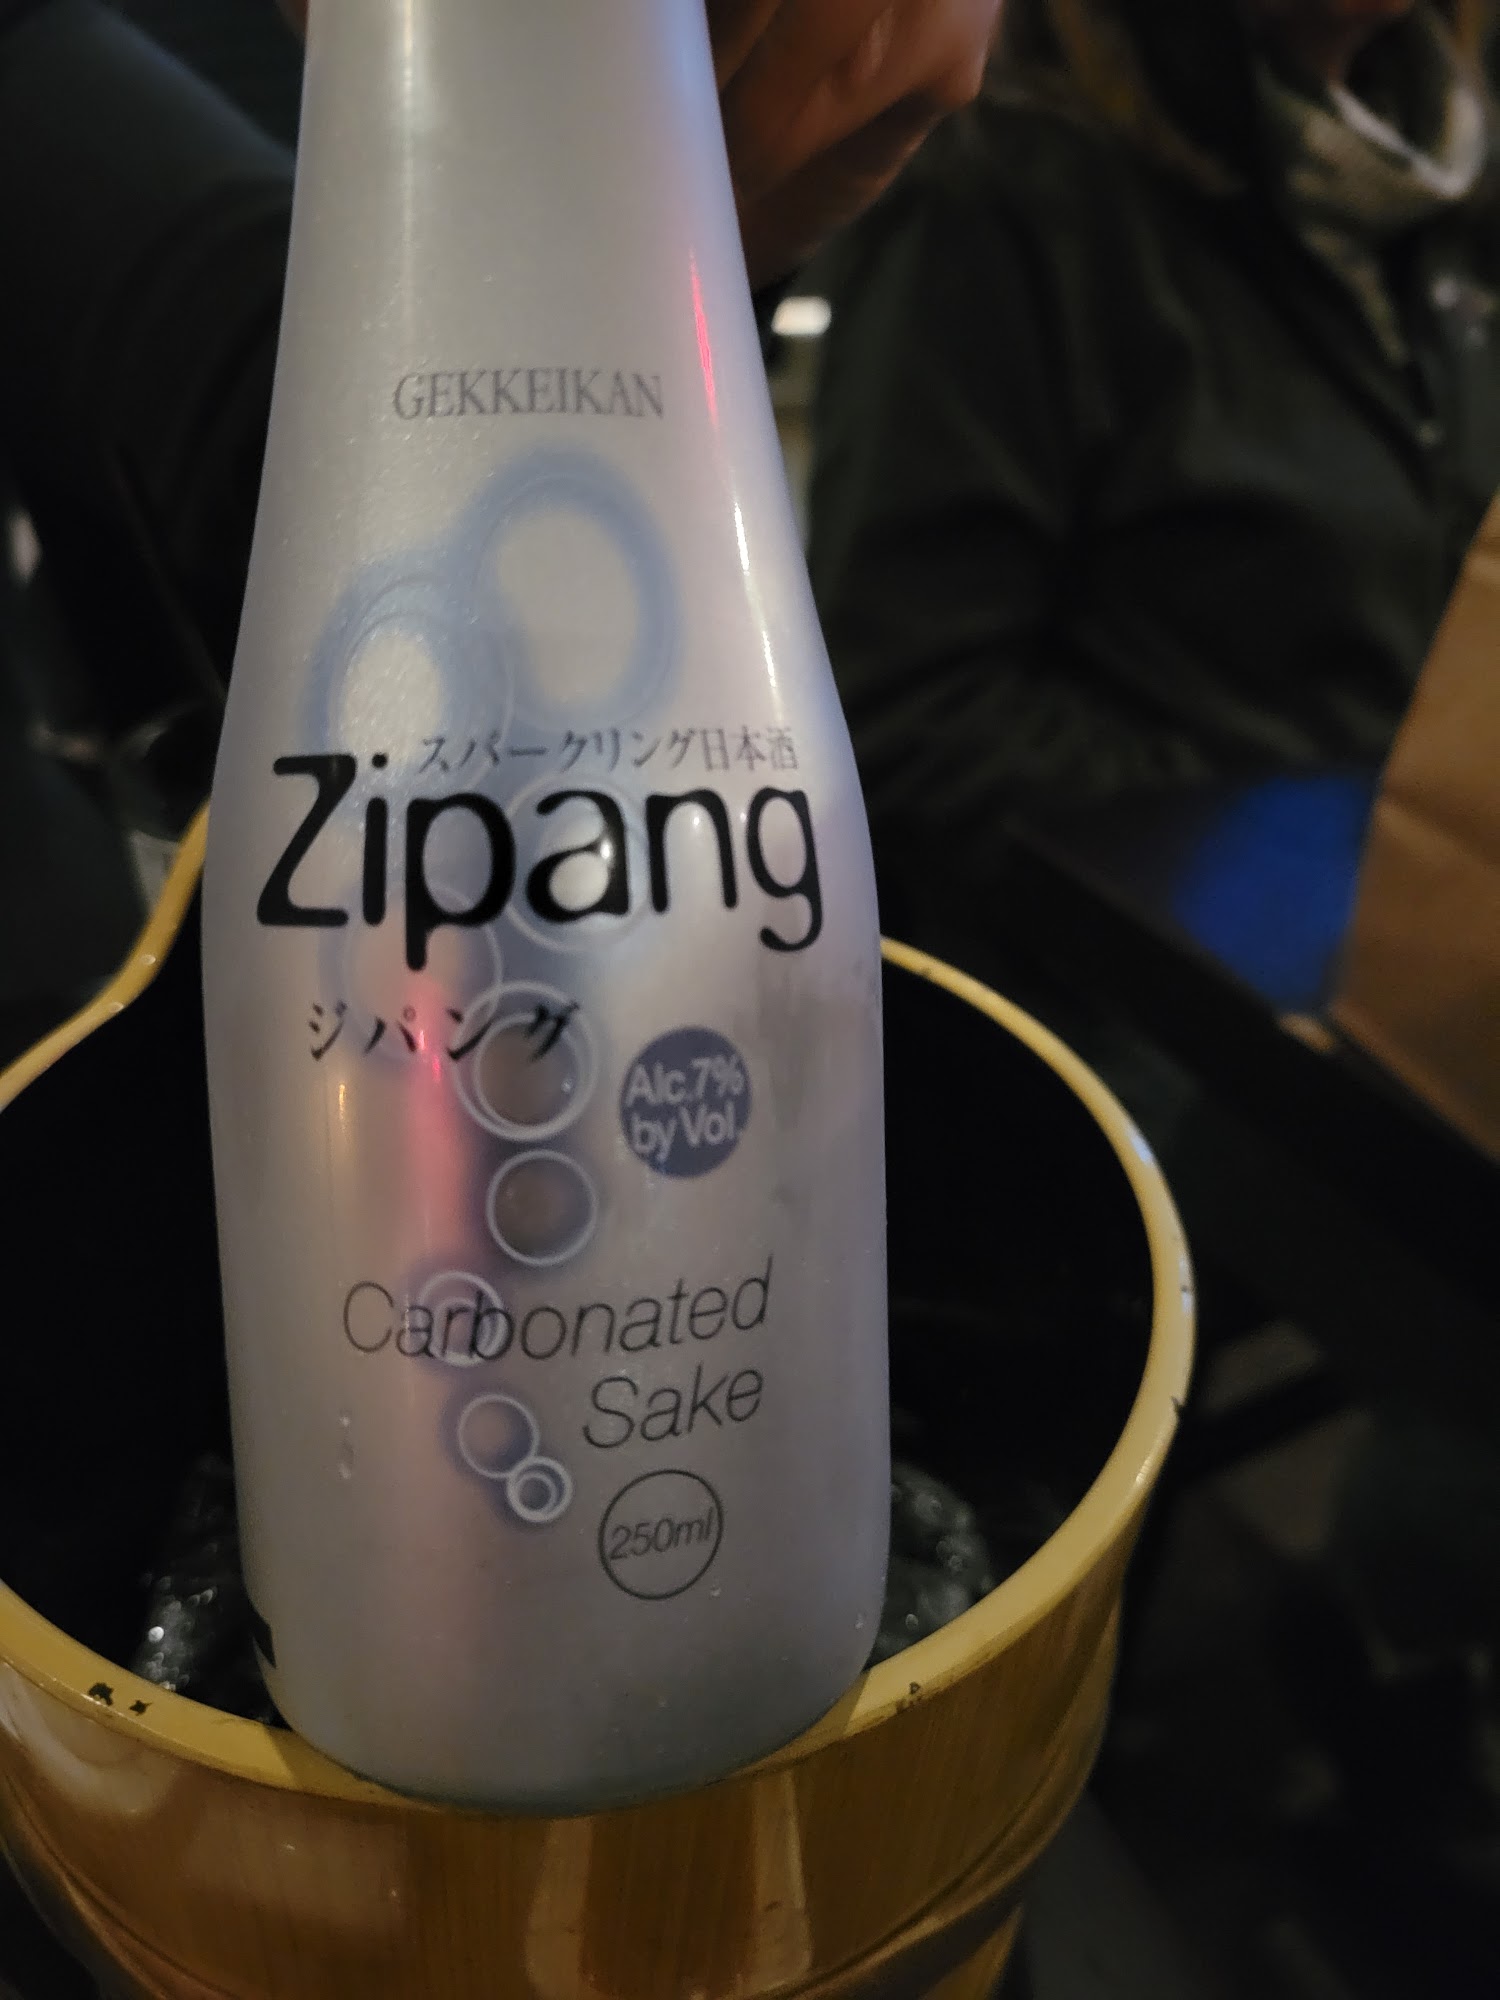 GEKKEIKAN
スパークリング日本酒
Zipang
ジパング
Alc.7%
by Vol.
Carbonated
Sake
250ml